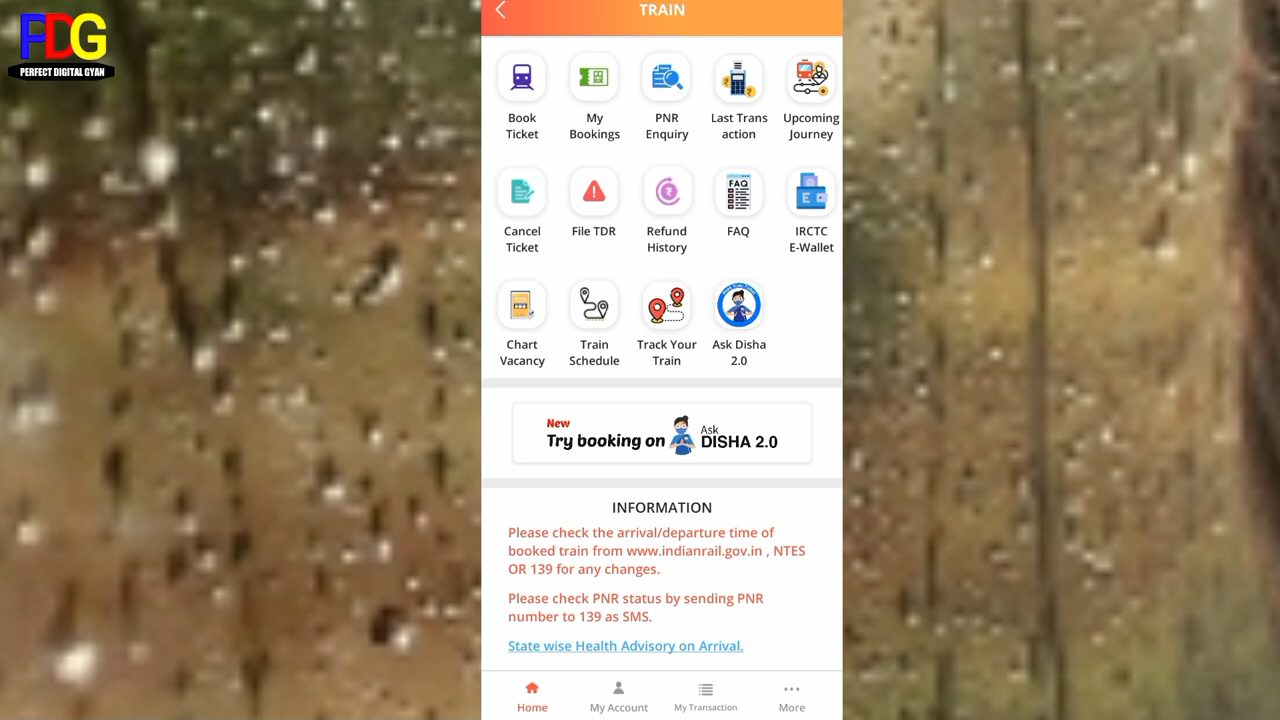 PDG
PERFECT DIGITAL GYAN
TRAIN
Book
Ticket
My
Bookings
PNR
Enquiry
Last Trans
action
Upcoming
Journey
Cancel
Ticket
File TDR
Refund
History
FAQ
FAQ
E
IRCTC
E-Wallet
Chart
Vacancy
Train
Schedule
Track Your
Train
Ask Disha
2.0
New
Try booking on
Ask
DISHA 2.0
INFORMATION
Please check the arrival/departure time of
booked train from www.indianrail.gov.in , NTES
OR 139 for any changes.
Please check PNR status by sending PNR
number to 139 as SMS.
State wise Health Advisory on Arrival.
Home
My Account
My Transaction
More